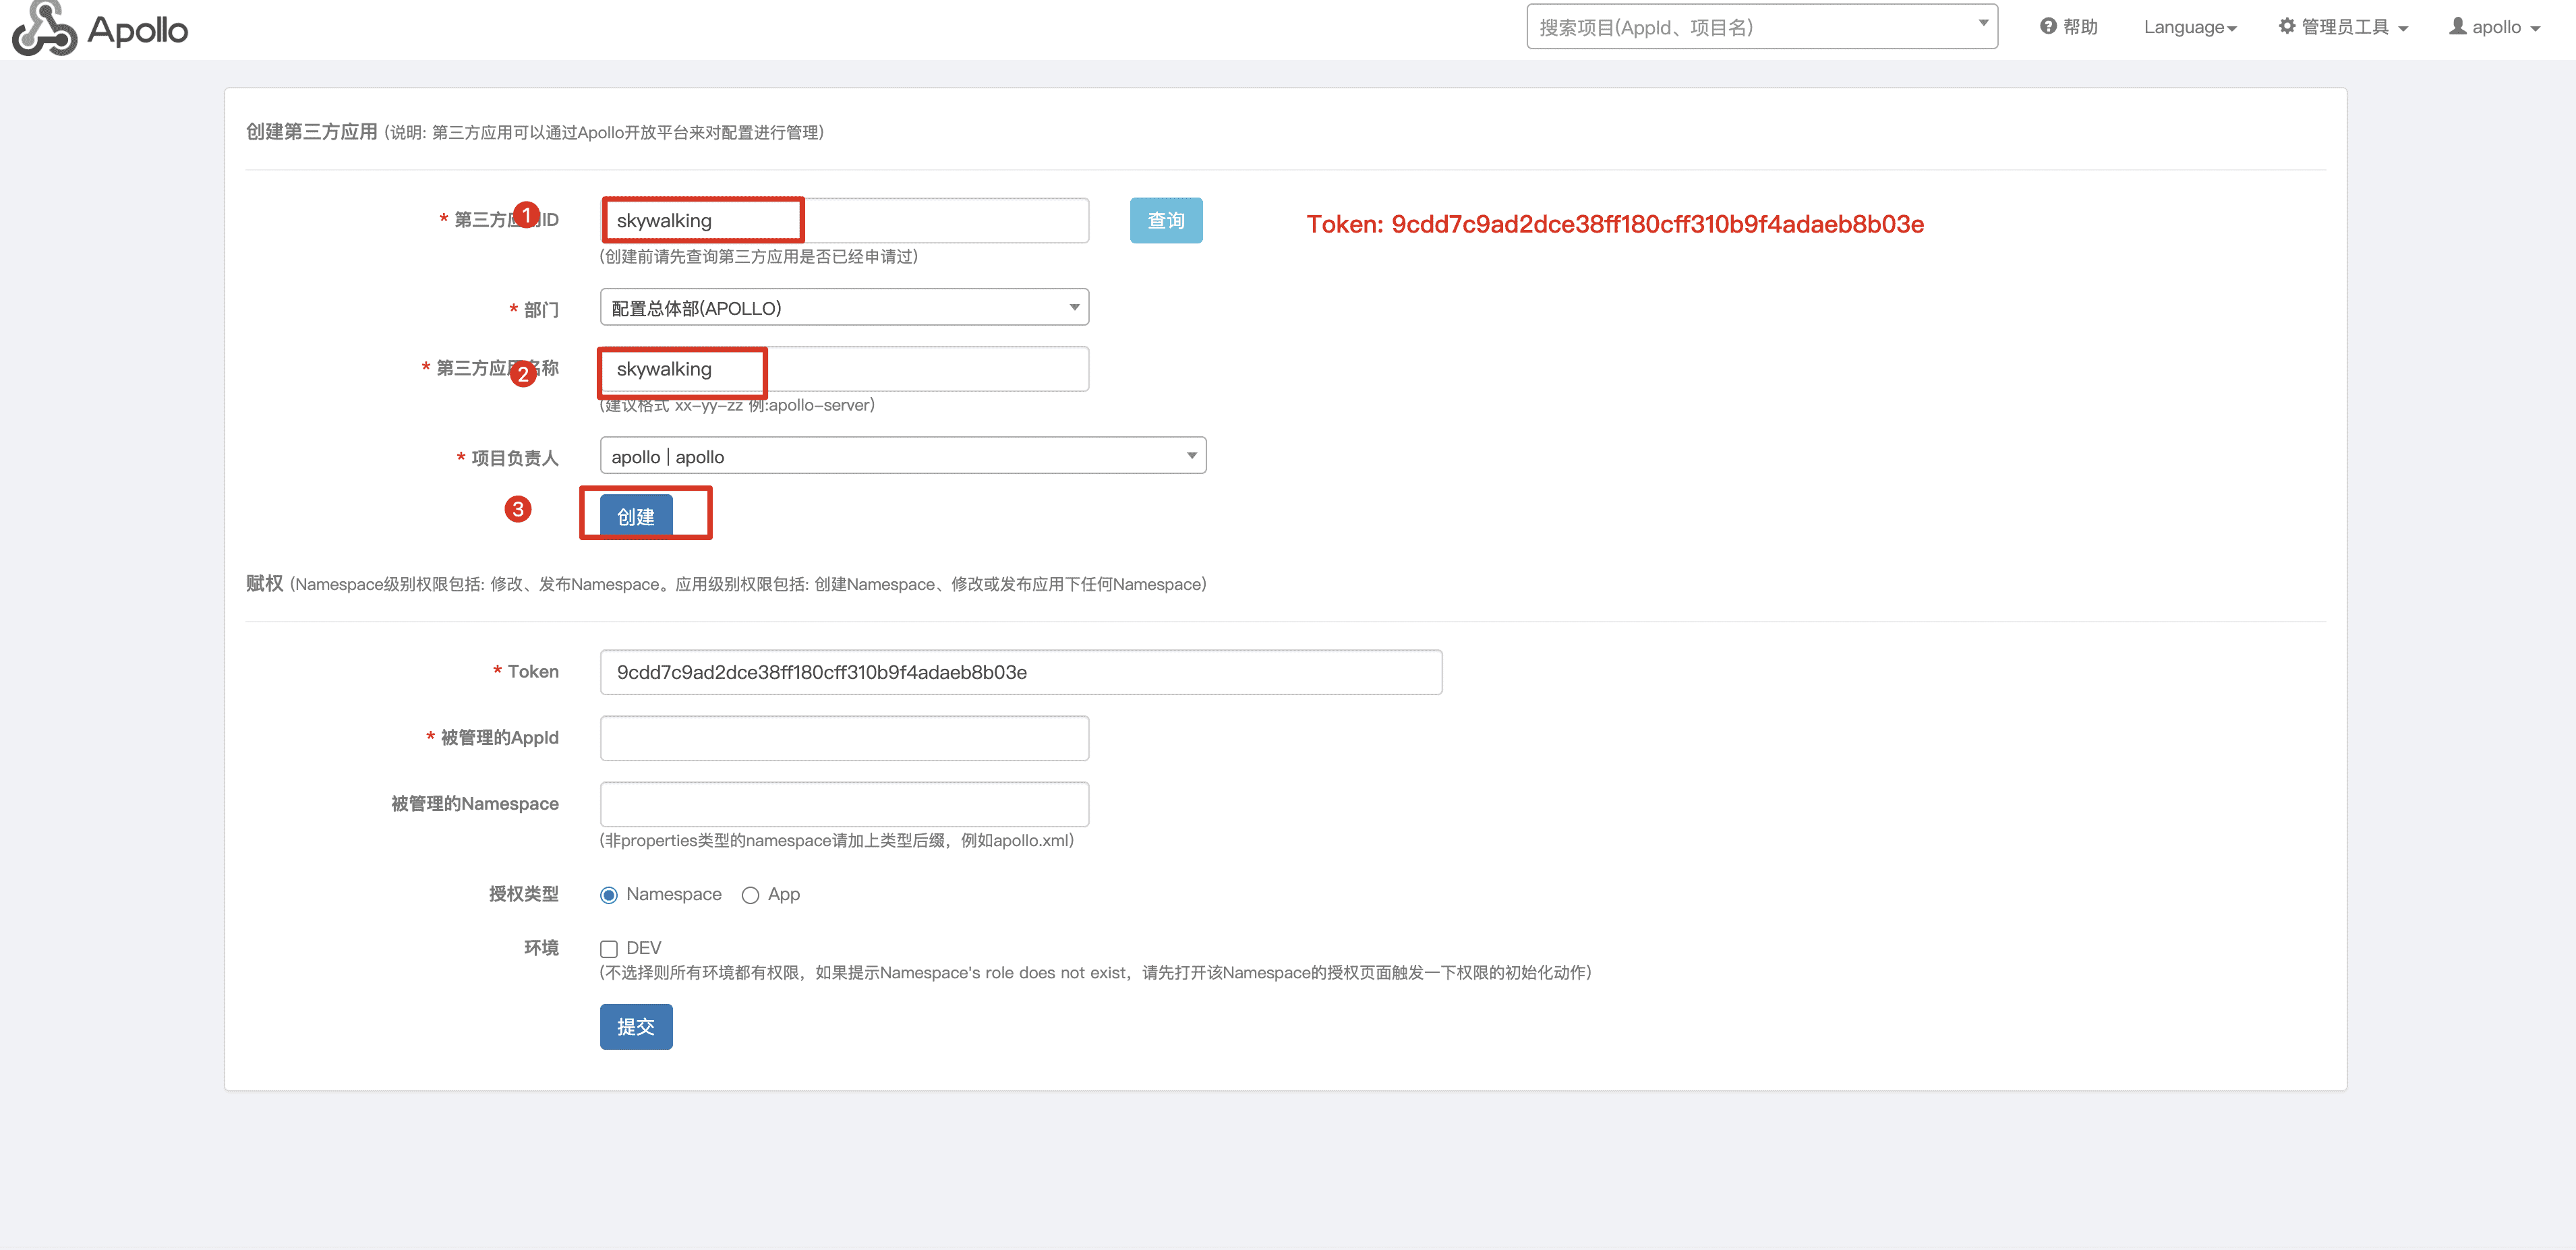 Apollo
搜索项目(AppId、项目名)
帮助
Language
管理员工具
apollo
创建第三方应用 (说明: 第三方应用可以通过Apollo开放平台来对配置进行管理)
* 第三方应 1 ID
skywalking
查询
Token: 9cdd7c9ad2dce38ff180cff310b9f4adaeb8b03e
(创建前请先查询第三方应用是否已经申请过)
* 部门
配置总体部(APOLLO)
* 第三方应用 2 名称
skywalking
(建议格式 xx-yy-zz 例:apollo-server)
* 项目负责人
apollo | apollo
3
创建
赋权 (Namespace级别权限包括: 修改、发布Namespace。应用级别权限包括: 创建Namespace、修改或发布应用下任何Namespace)
* Token
9cdd7c9ad2dce38ff180cff310b9f4adaeb8b03e
* 被管理的AppId
被管理的Namespace
(非properties类型的namespace请加上类型后缀，例如apollo.xml)
授权类型
Namespace
App
环境
DEV
(不选择则所有环境都有权限，如果提示Namespace's role does not exist，请先打开该Namespace的授权页面触发一下权限的初始化动作)
提交